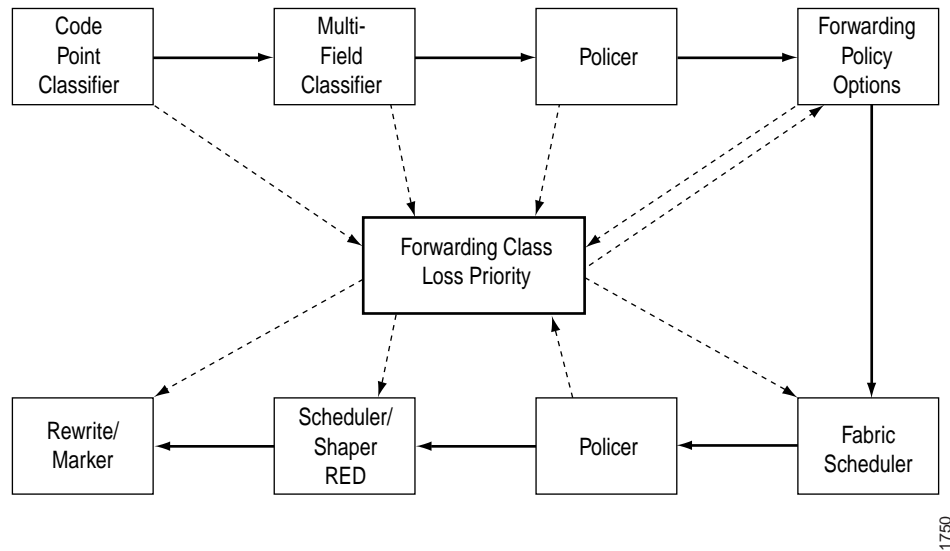 Code
Point
Classifier
Multi-
Field
Classifier
Policer
Forwarding
Policy
Options
Forwarding Class
Loss Priority
Rewrite/
Marker
Scheduler/
Shaper
RED
Policer
Fabric
Scheduler
1750